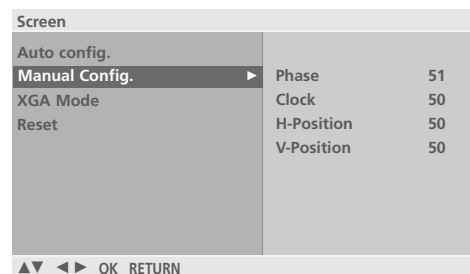 Screen
Auto config.
Manual Config. ►
XGA Mode
Reset
Phase 51
Clock 50
H-Position 50
V-Position 50
▲▼ ◄► OK RETURN